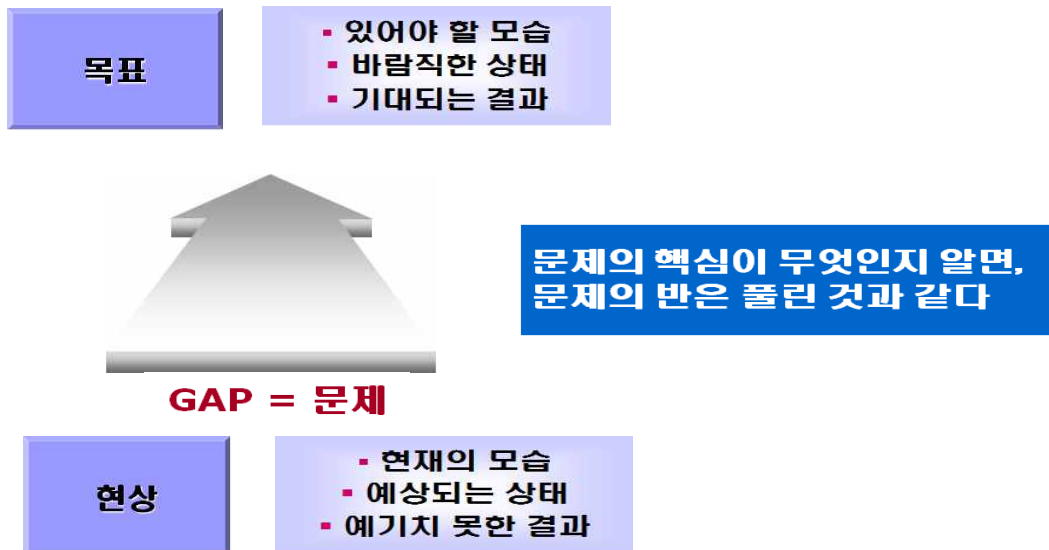 목표
▪ 있어야 할 모습
▪ 바람직한 상태
▪ 기대되는 결과
문제의 핵심이 무엇인지 알면,
문제의 반은 풀린 것과 같다
GAP = 문제
현상
▪ 현재의 모습
▪ 예상되는 상태
▪ 예기치 못한 결과